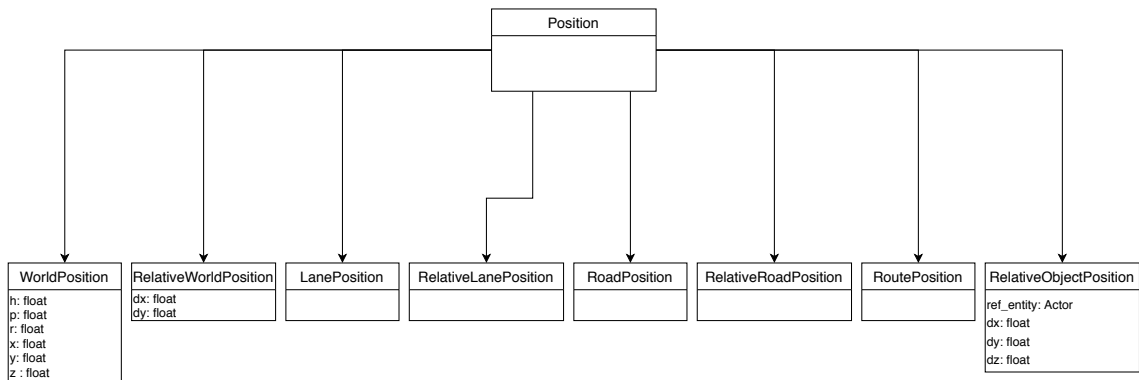 Position
WorldPosition
h: float
p: float
r: float
x: float
y: float
z : float
RelativeWorldPosition
dx: float
dy: float
LanePosition
RelativeLanePosition
RoadPosition
RelativeRoadPosition
RoutePosition
RelativeObjectPosition
ref_entity: Actor
dx: float
dy: float
dz: float